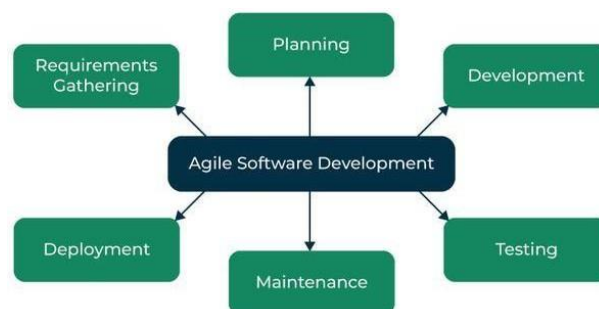 Planning
Requirements
Gathering
Development
Agile Software Development
Deployment
Testing
Maintenance